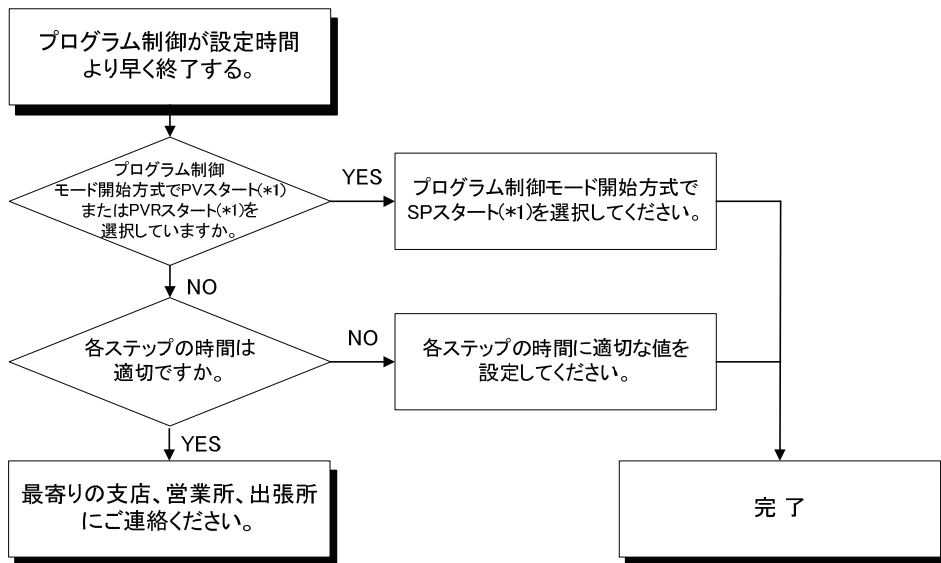 プログラム制御が設定時間
より早く終了する。
プログラム制御
モード開始方式でPVスタート(*1)
またはPVRスタート(*1)を
選択していますか。
YES
プログラム制御モード開始方式で
SPスタート(*1)を選択してください。
NO
各ステップの時間は
適切ですか。
NO
各ステップの時間に適切な値を
設定してください。
YES
最寄りの支店、営業所、出張所
にご連絡ください。
完 了